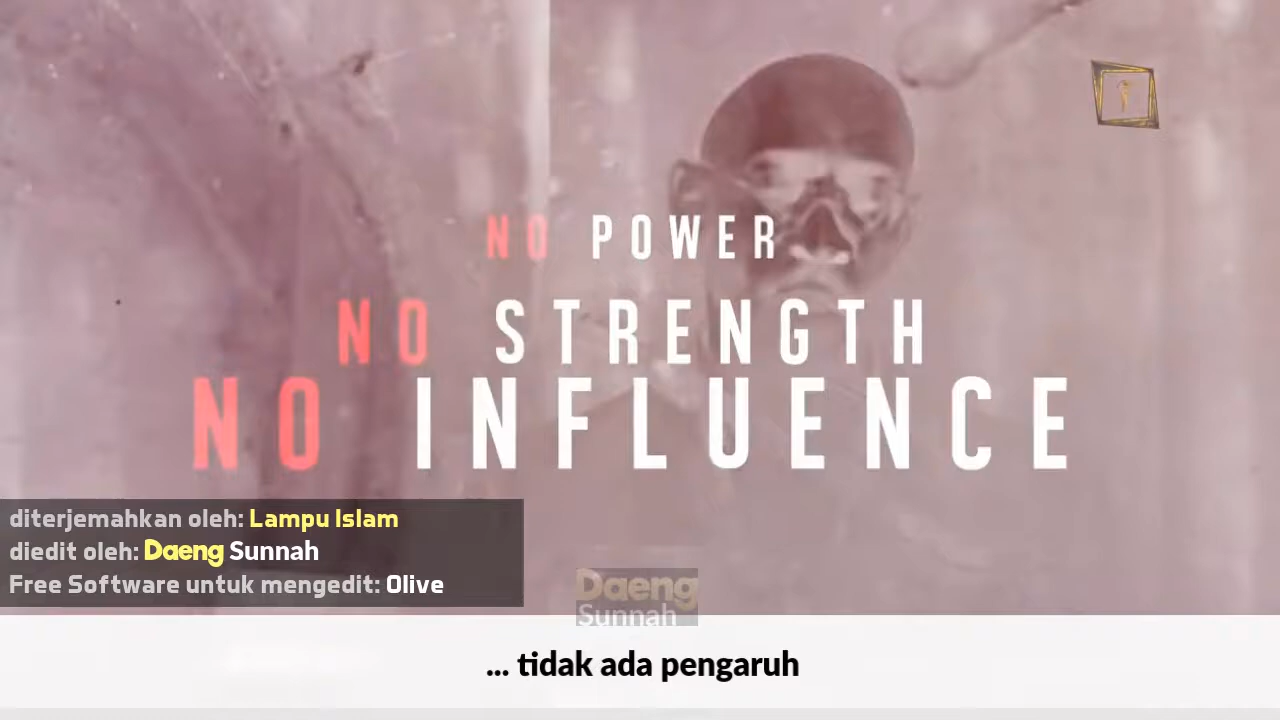 NO POWER
NO STRENGTH
NO INFLUENCE
diterjemahkan oleh: Lampu Islam
diedit oleh: Daeng Sunnah
Free Software untuk mengedit: Olive
Daeng
Sunnah
... tidak ada pengaruh